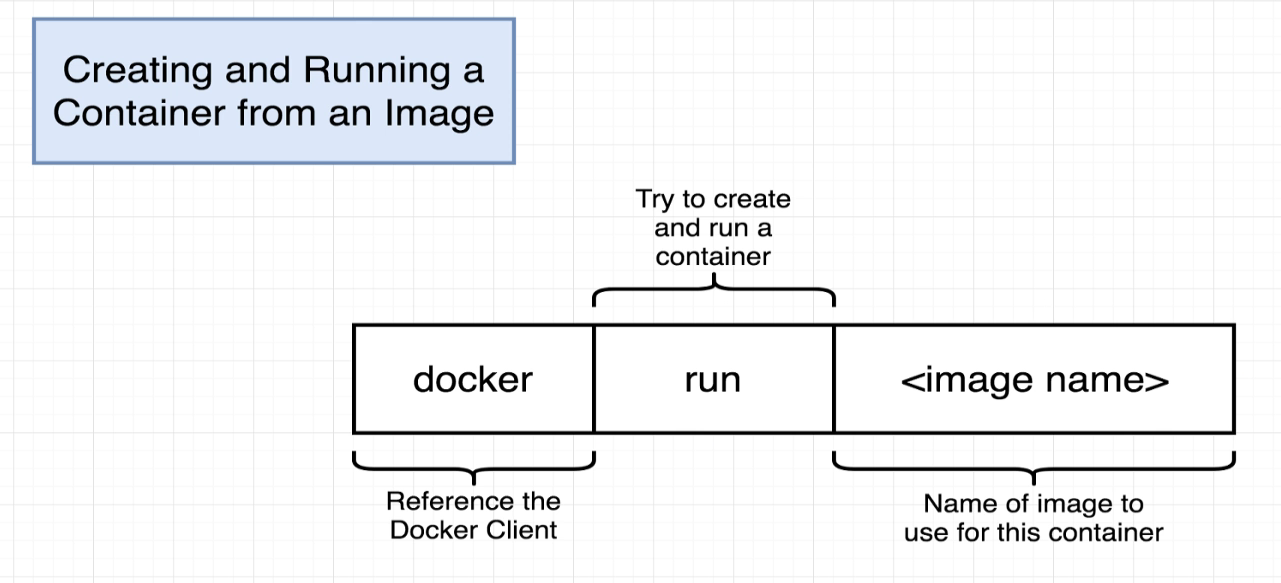 Creating and Running a
Container from an Image
Try to create
and run a
container
docker
run
<image name>
Reference the
Docker Client
Name of image to
use for this container